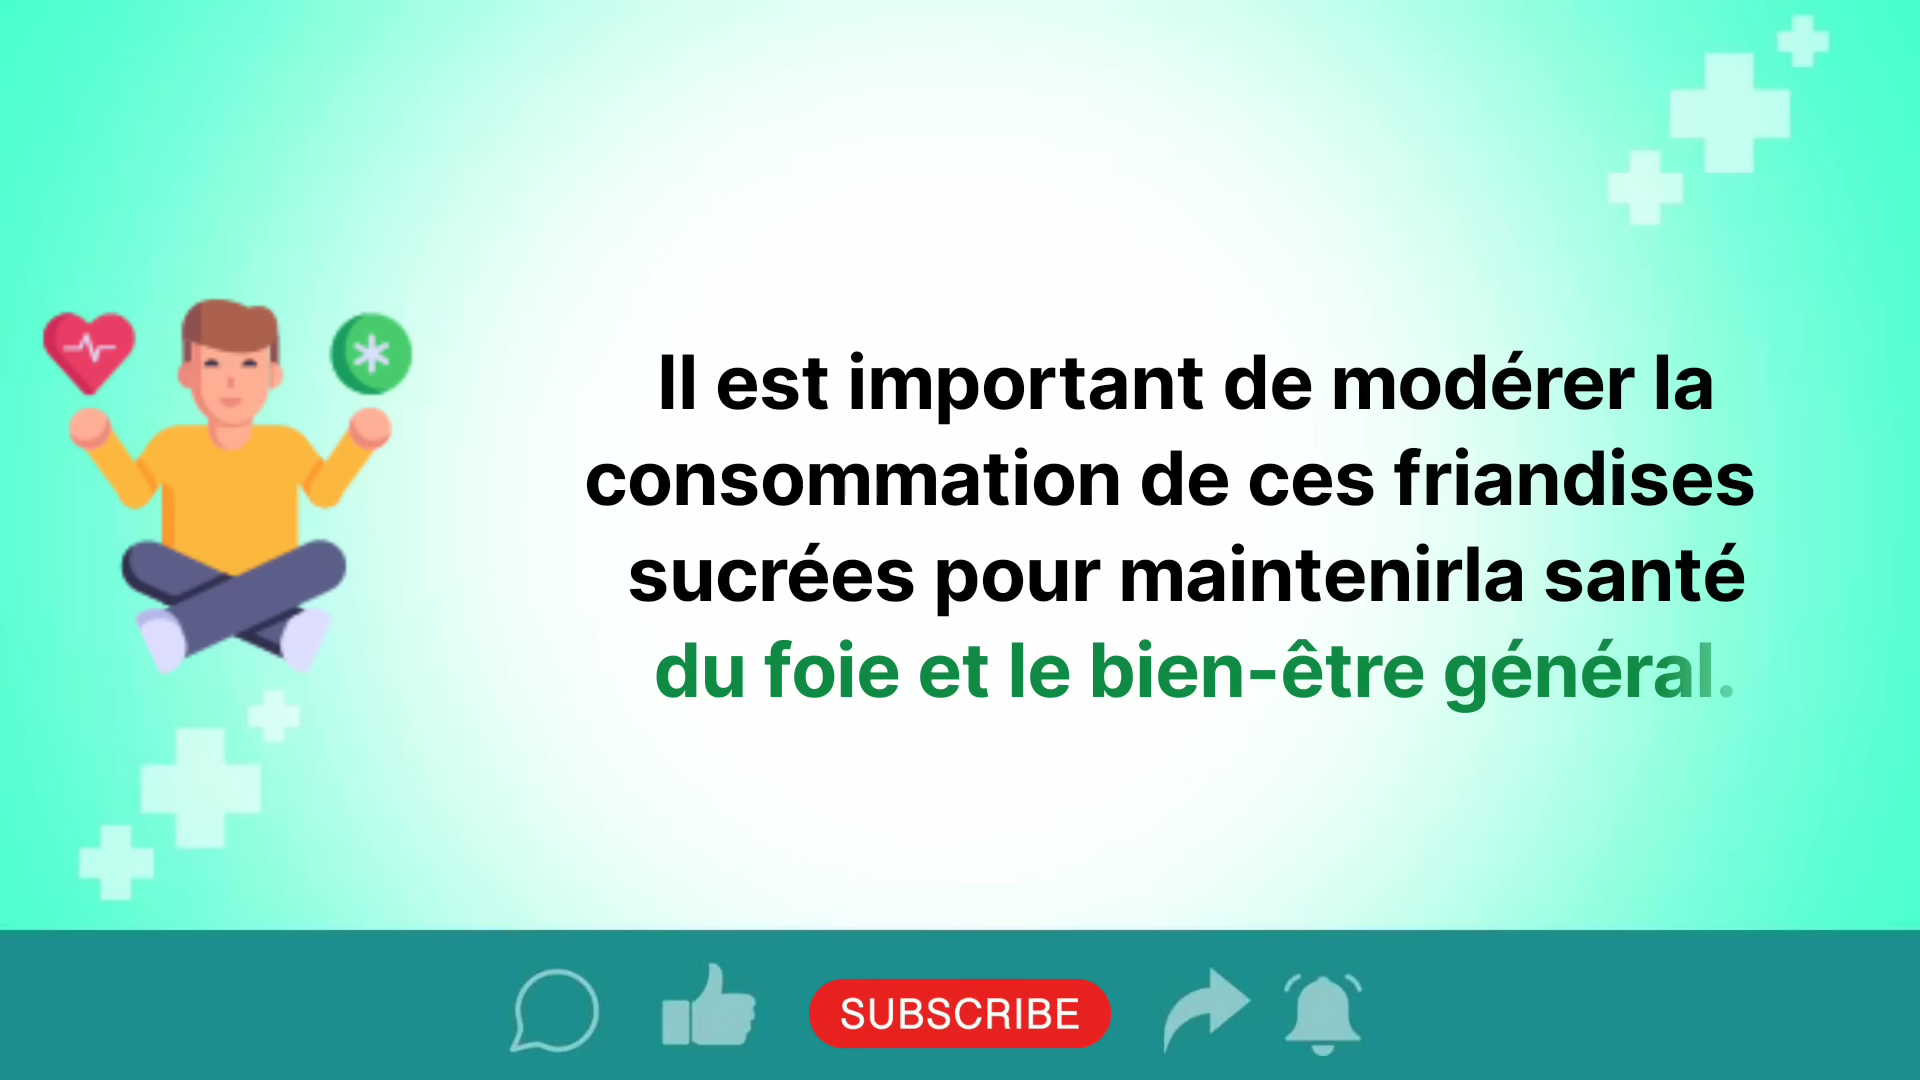 Il est important de modérer la
consommation de ces friandises
sucrées pour maintenirla santé
du foie et le bien-être général.
SUBSCRIBE